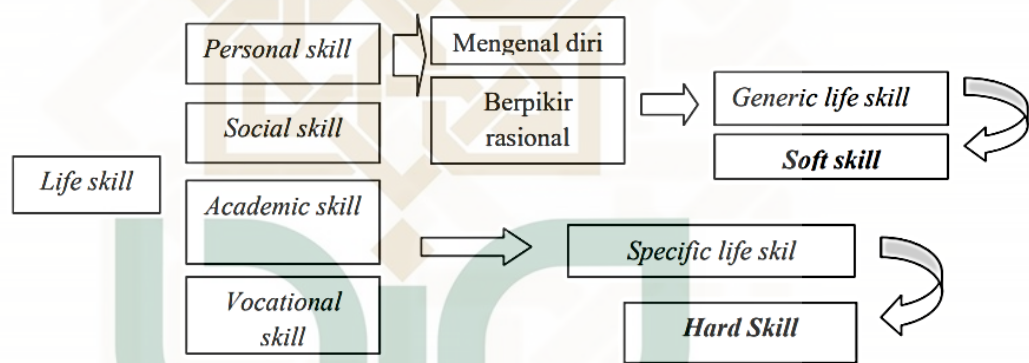 Life skill
Personal skill
Social skill
Academic skill
Vocational
skill
Mengenal diri
Berpikir
rasional
Generic life skill
Soft skill
Specific life skil
Hard Skill